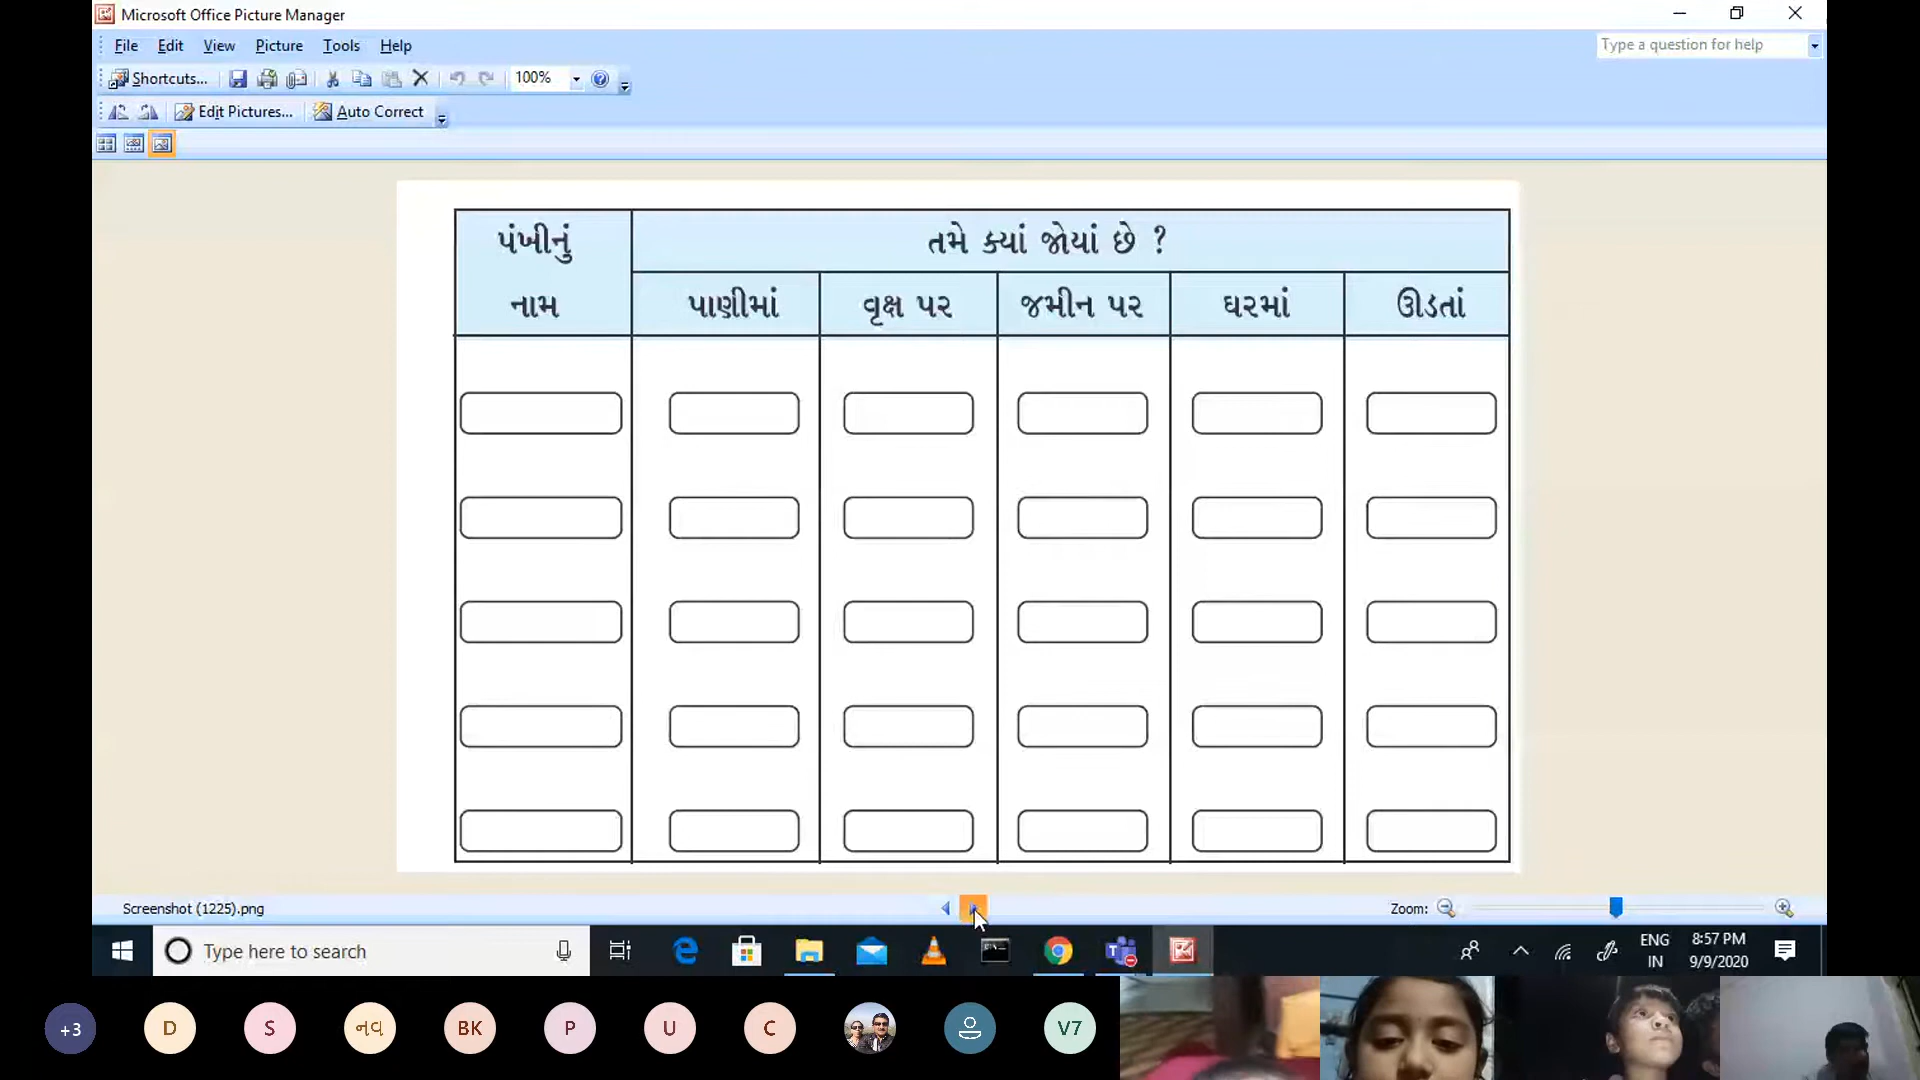 Microsoft Office Picture Manager
File Edit View Picture Tools Help
Type a question for help
Shortcuts...
100%
Edit Pictures...
Auto Correct
પંખીનું
નામ
તમે ક્યાં જોયાં છે ?
પાણીમાં
વૃક્ષ પર
જમીન પર
ઘરમાં
ઊડતાં
Screenshot (1225).png
Zoom:
Type here to search
ENG
IN
8:57 PM
9/9/2020
+3
D
S
નવ
BK
P
U
C
V7